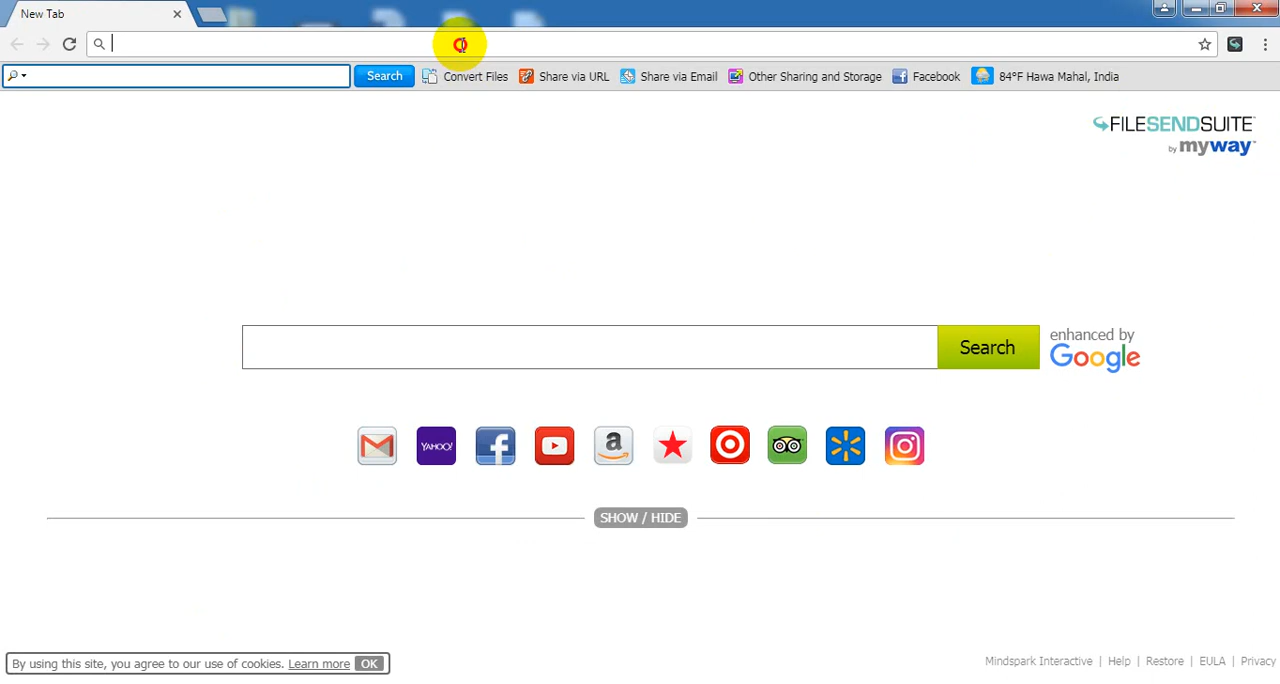 New Tab
Search Convert Files Share via URL Share via Email Other Sharing and Storage Facebook 84°F Hawa Mahal, India
FILESENDSUITE™
by myway™
Search
enhanced by
Google
YAHOO!
a
SHOW / HIDE
By using this site, you agree to our use of cookies. Learn more OK
Mindspark Interactive | Help | Restore | EULA | Privacy